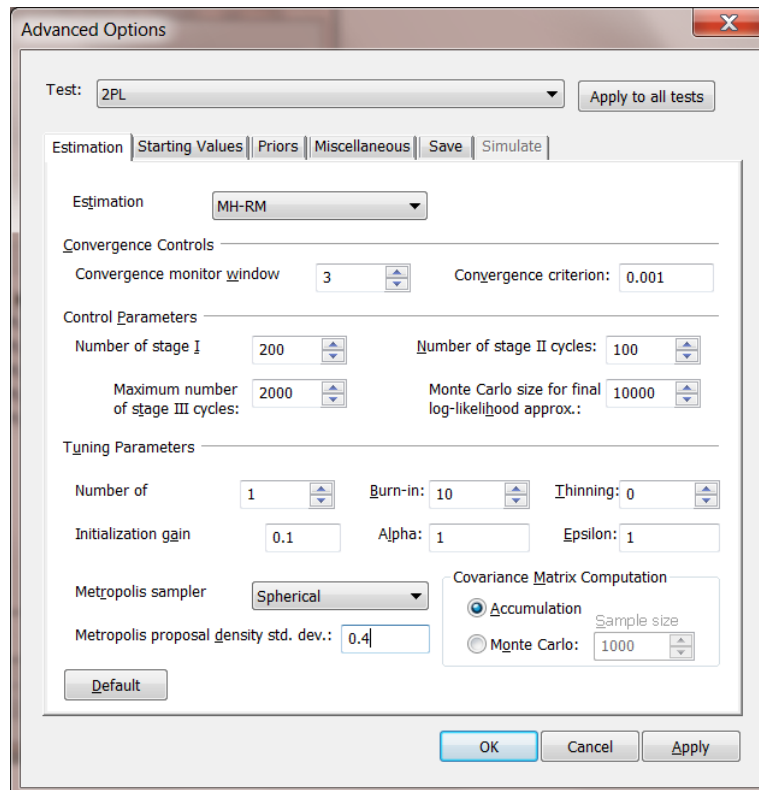 Advanced Options
X
Test: 2PL Apply to all tests
Estimation Starting Values Priors Miscellaneous Save Simulate
Estimation MH-RM
Convergence Controls
Convergence monitor window 3 Convergence criterion: 0.001
Control Parameters
Number of stage I 200 Number of stage II cycles: 100
Maximum number
of stage III cycles: 2000
Monte Carlo size for final
log-likelihood approx.: 10000
Tuning Parameters
Number of 1 Burn-in: 10 Thinning: 0
Initialization gain 0.1 Alpha: 1 Epsilon: 1
Metropolis sampler Spherical
Metropolis proposal density std. dev.: 0.4
Covariance Matrix Computation
Accumulation
Sample size
Monte Carlo: 1000
Default
OK Cancel Apply